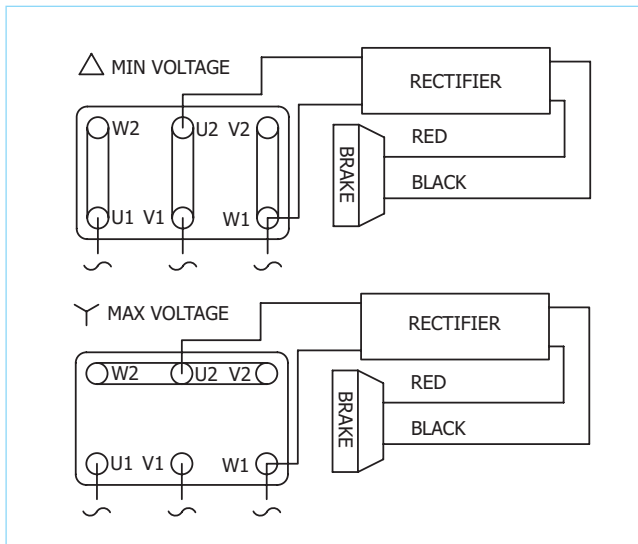 △ MIN VOLTAGE
RECTIFIER
W2 U2 V2
RED
BRAKE
BLACK
U1 V1 W1
MAX VOLTAGE
RECTIFIER
W2 U2 V2
RED
BRAKE
BLACK
U1 V1 W1